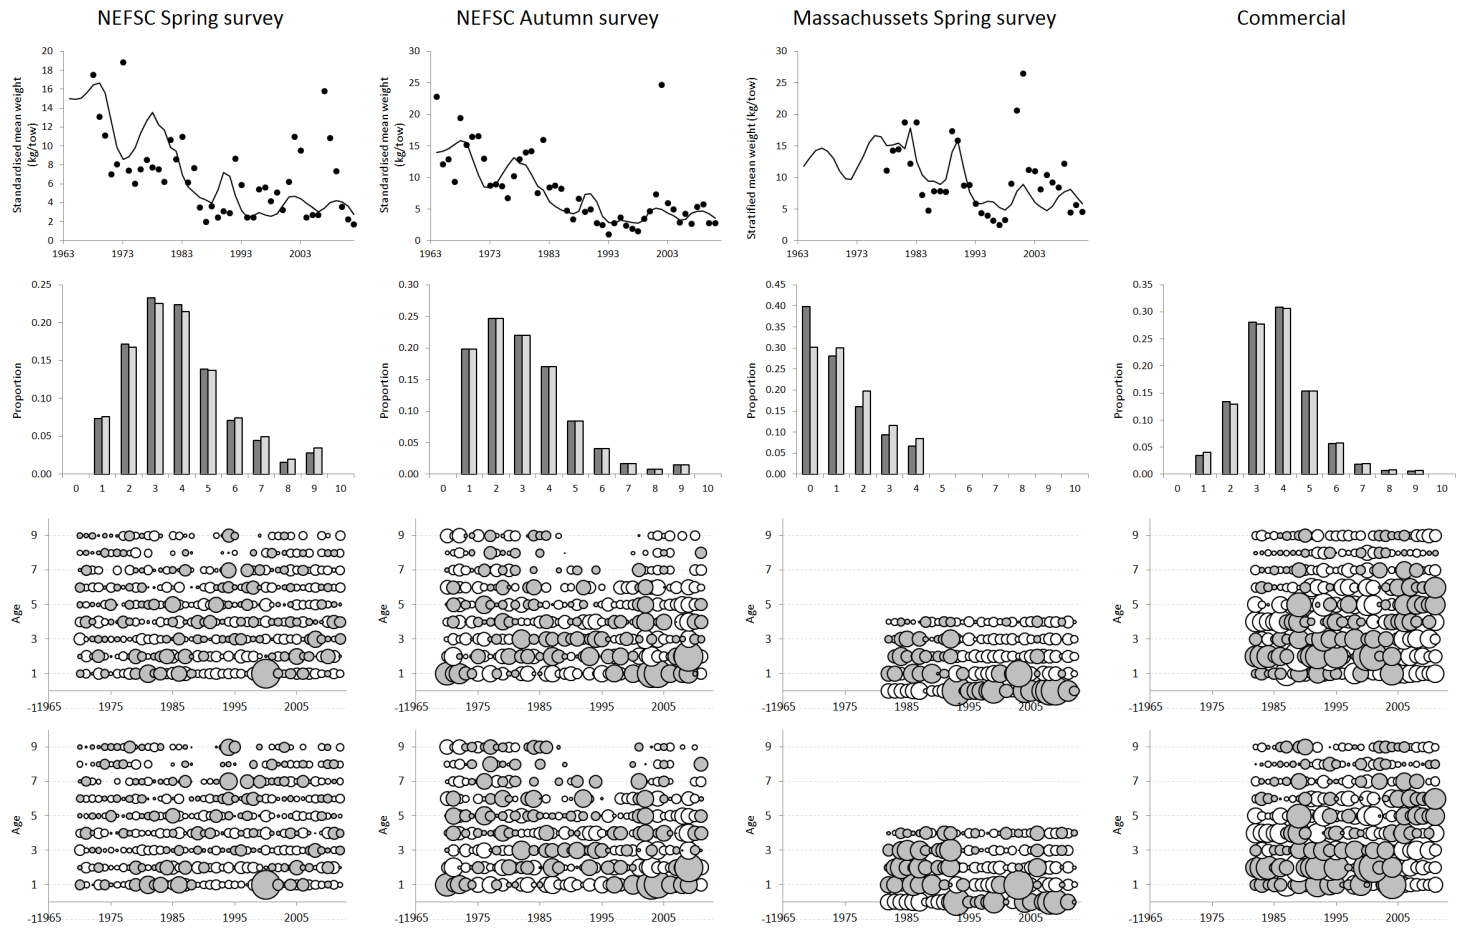 NEFSC Spring survey
NEFSC Autumn survey
Massachussets Spring survey
Commercial
Standardised mean weight
(kg/tow)
20
18
16
14
12
10
8
6
4
2
0
1963 1973 1983 1993 2003
Standardised mean weight
(kg/tow)
30
25
20
15
10
5
0
1963 1973 1983 1993 2003
Stratified mean weight (kg/tow)
30
25
20
15
10
5
0
1963 1973 1983 1993 2003
Proportion
0.25
0.20
0.15
0.10
0.05
0.00
0 1 2 3 4 5 6 7 8 9 10
Proportion
0.30
0.25
0.20
0.15
0.10
0.05
0.00
0 1 2 3 4 5 6 7 8 9 10
Proportion
0.45
0.40
0.35
0.30
0.25
0.20
0.15
0.10
0.05
0.00
0 1 2 3 4 5 6 7 8 9 10
Proportion
0.35
0.30
0.25
0.20
0.15
0.10
0.05
0.00
0 1 2 3 4 5 6 7 8 9 10
Age
9
7
5
3
1
-11965 1975 1985 1995 2005
Age
9
7
5
3
1
-11965 1975 1985 1995 2005
Age
9
7
5
3
1
-11965 1975 1985 1995 2005
Age
9
7
5
3
1
-11965 1975 1985 1995 2005
Age
9
7
5
3
1
-11965 1975 1985 1995 2005
Age
9
7
5
3
1
-11965 1975 1985 1995 2005
Age
9
7
5
3
1
-11965 1975 1985 1995 2005
Age
9
7
5
3
1
-11965 1975 1985 1995 2005